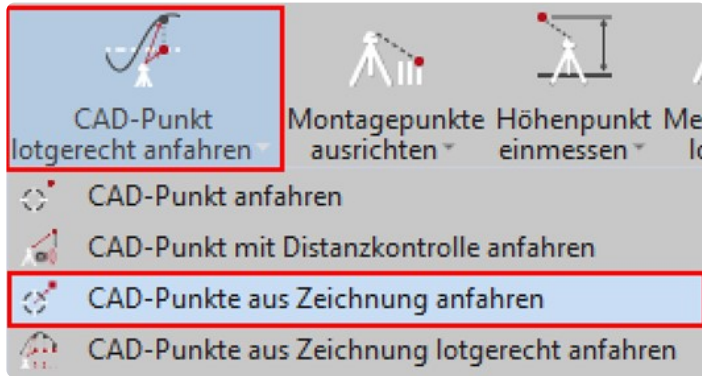 CAD-Punkt
lotgerecht anfahren
Montagepunkte
ausrichten
Höhenpunkt
einmessen
CAD-Punkt anfahren
CAD-Punkt mit Distanzkontrolle anfahren
CAD-Punkte aus Zeichnung anfahren
CAD-Punkte aus Zeichnung lotgerecht anfahren